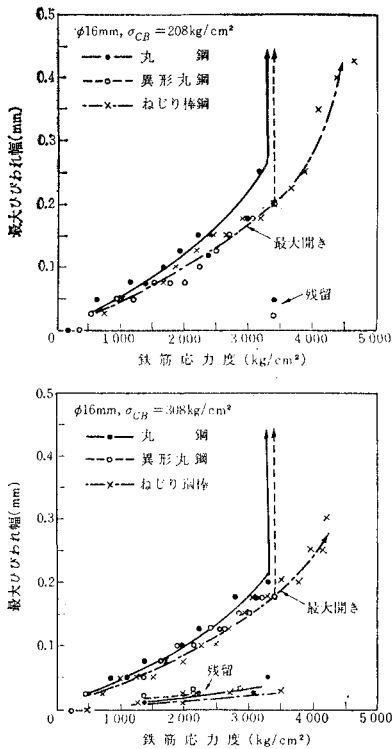 φ16mm, σCB=208kg/cm²
丸 鋼
異形丸鋼
ねじり棒鋼
最大ひびわれ幅(mm)
0.5
0.4
0.3
0.2
0.1
0
最大開き
残留
0 1 000 2 000 3 000 4 000 5 000
鉄筋応力度 (kg/cm²)
φ16mm, σCB=308kg/cm²
丸 鋼
異形丸鋼
ねじり鋼棒
最大ひびわれ幅(mm)
0.5
0.4
0.3
0.2
0.1
0
最大開き
残留
0 1 000 2 000 3 000 4 000 5 000
鉄筋応力度 (kg/cm²)